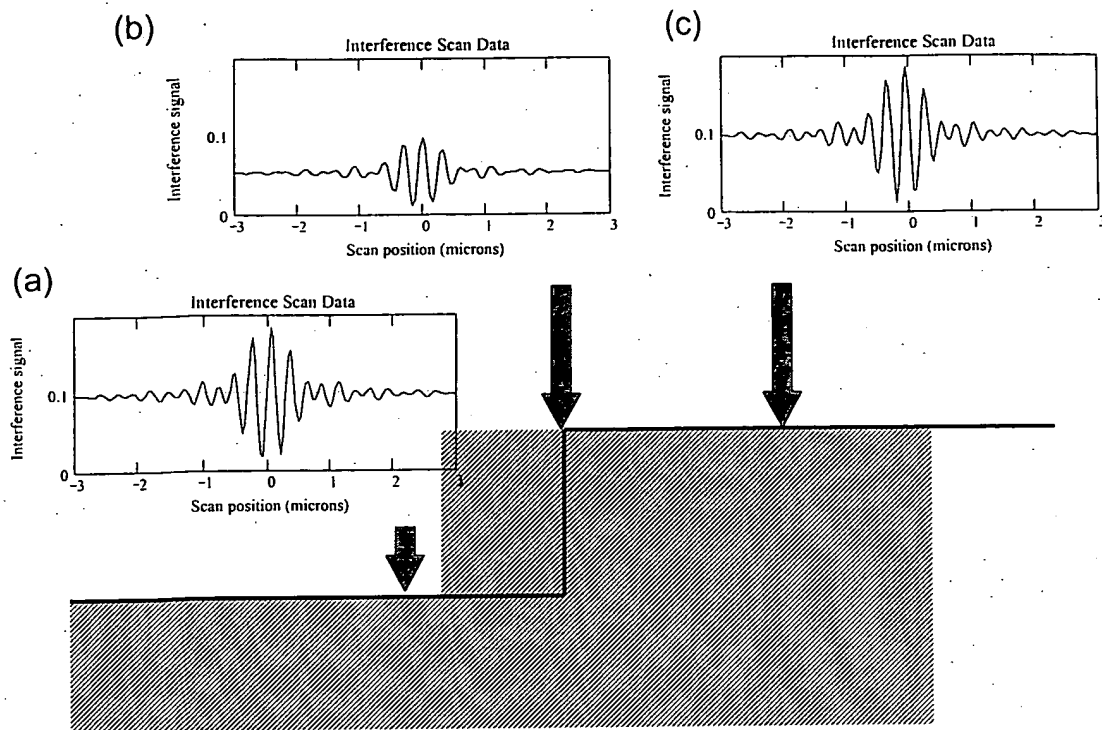 (b)
Interference Scan Data
Interference signal
0.1
0
-3 -2 -1 0 1 2 3
Scan position (microns)
(c)
Interference Scan Data
Interference signal
0.1
0
-3 -2 -1 0 1 2 3
Scan position (microns)
(a)
Interference Scan Data
Interference signal
0.1
0
-3 -2 -1 0 1 2 3
Scan position (microns)